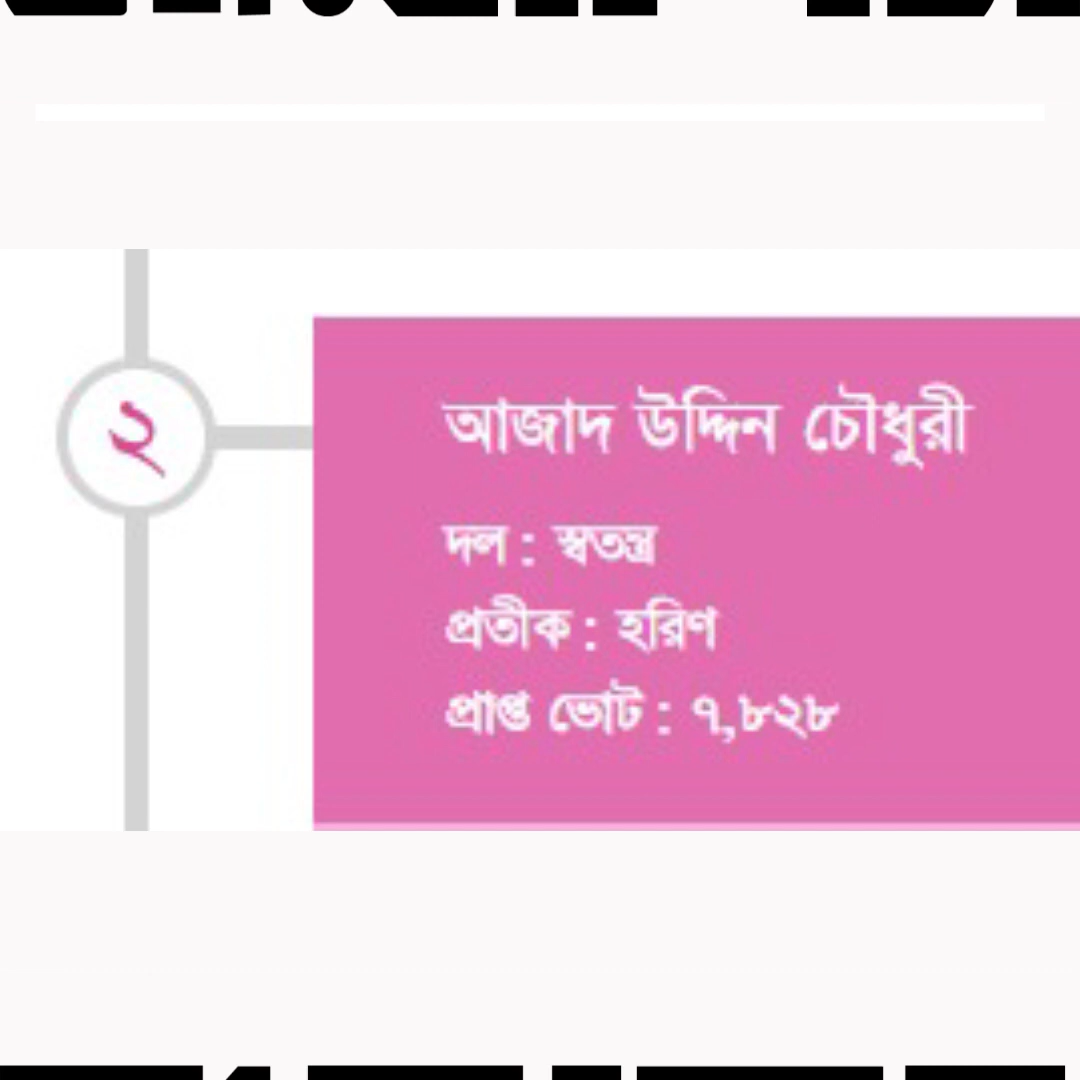 ২
আজাদ উদ্দিন চৌধুরী
দল : স্বতন্ত্র
প্রতীক : হরিণ
প্রাপ্ত ভোট : ৭,৮২৮